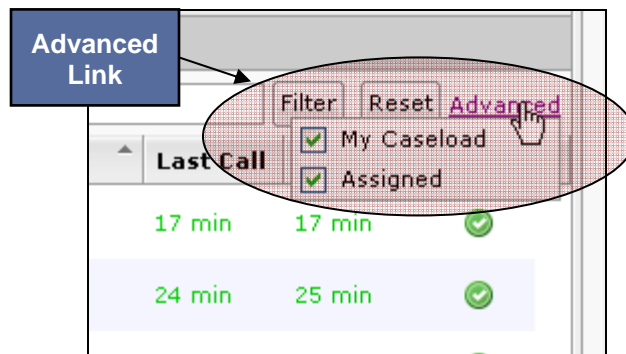 Advanced
Link
Filter Reset Advanced
My Caseload
Assigned
Last Call
17 min 17 min
24 min 25 min